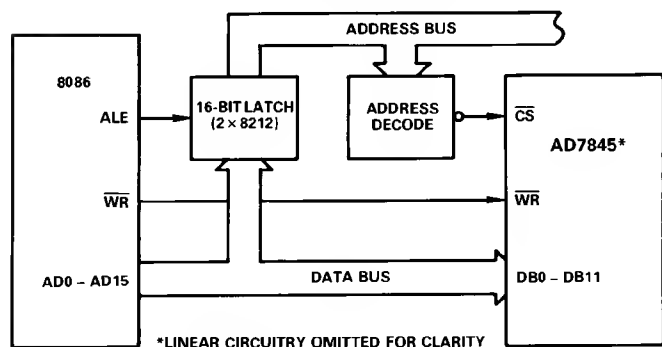 ADDRESS BUS
8086
ALE
16-BIT LATCH
(2 × 8212)
ADDRESS
DECODE
CS
AD7845*
WR
WR
AD0 – AD15
DATA BUS
DB0 – DB11
*LINEAR CIRCUITRY OMITTED FOR CLARITY